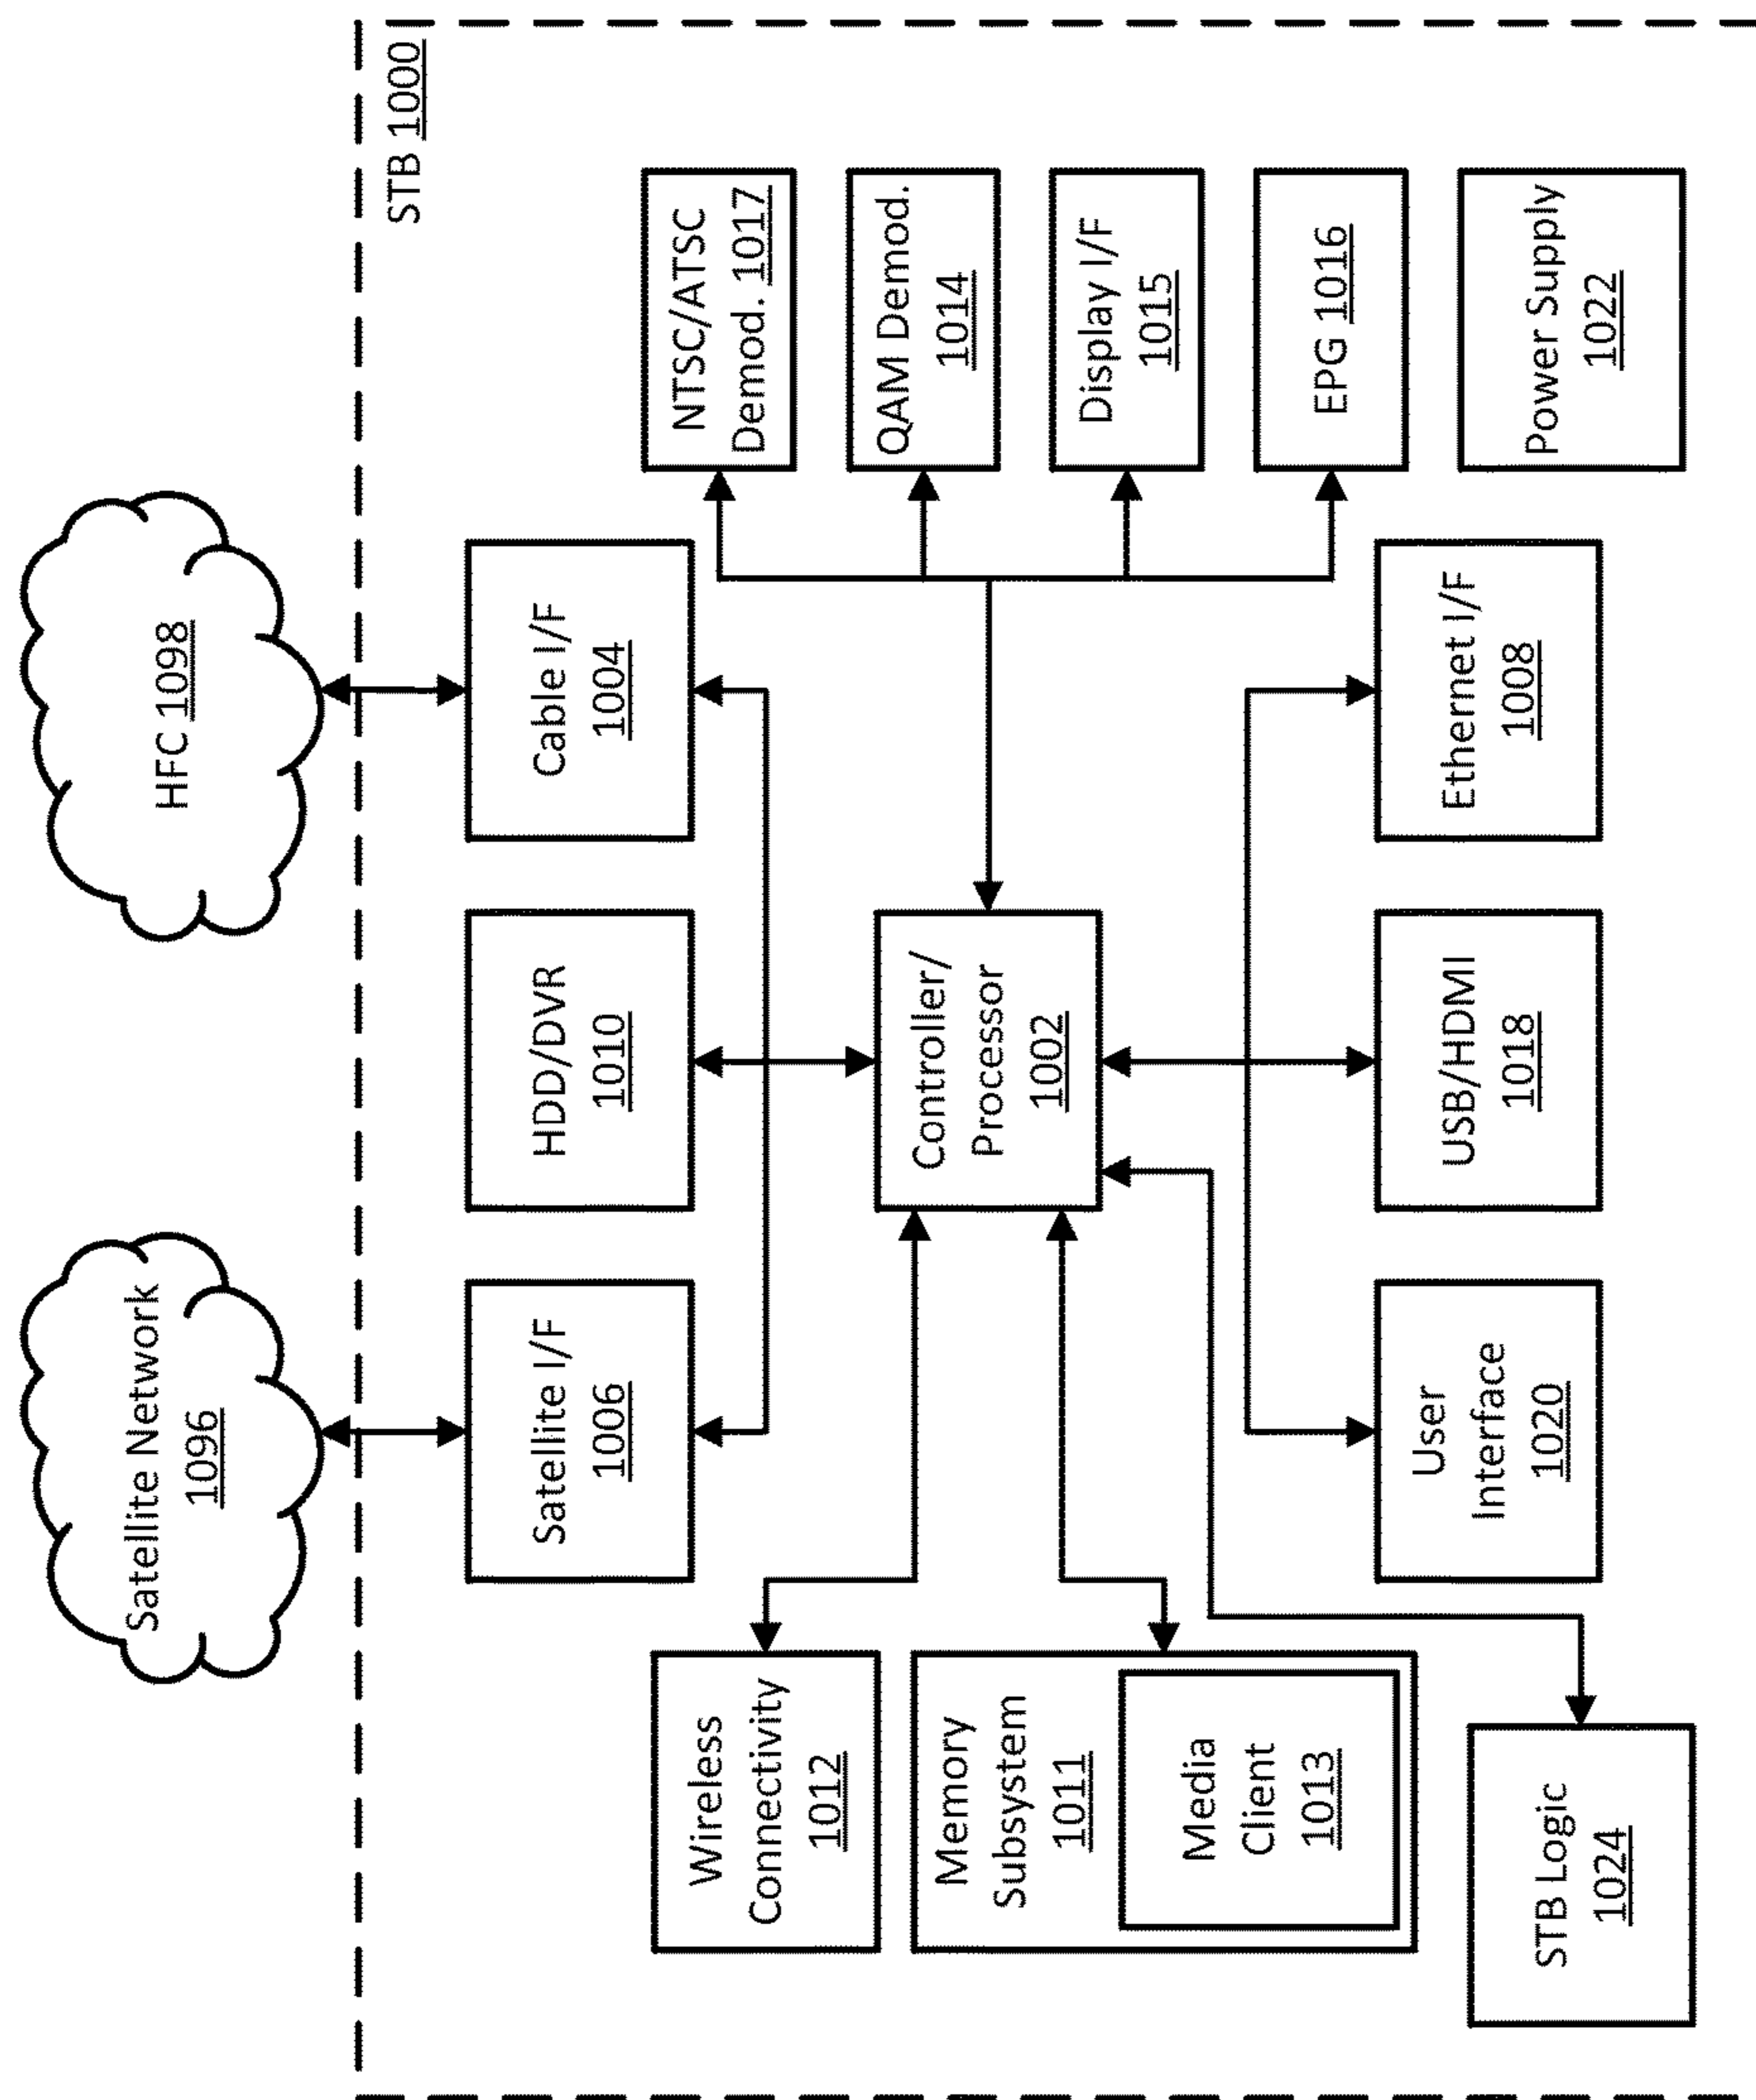 Satellite Network
1096
HFC 1098
STB 1000
Satellite I/F
1006
HDD/DVR
1010
Cable I/F
1004
Wireless
Connectivity
1012
Memory
Subsystem
1011
Media
Client
1013
STB Logic
1024
Controller/
Processor
1002
NTSC/ATSC
Demod. 1017
QAM Demod.
1014
Display I/F
1015
EPG 1016
Power Supply
1022
User
Interface
1020
USB/HDMI
1018
Ethernet I/F
1008